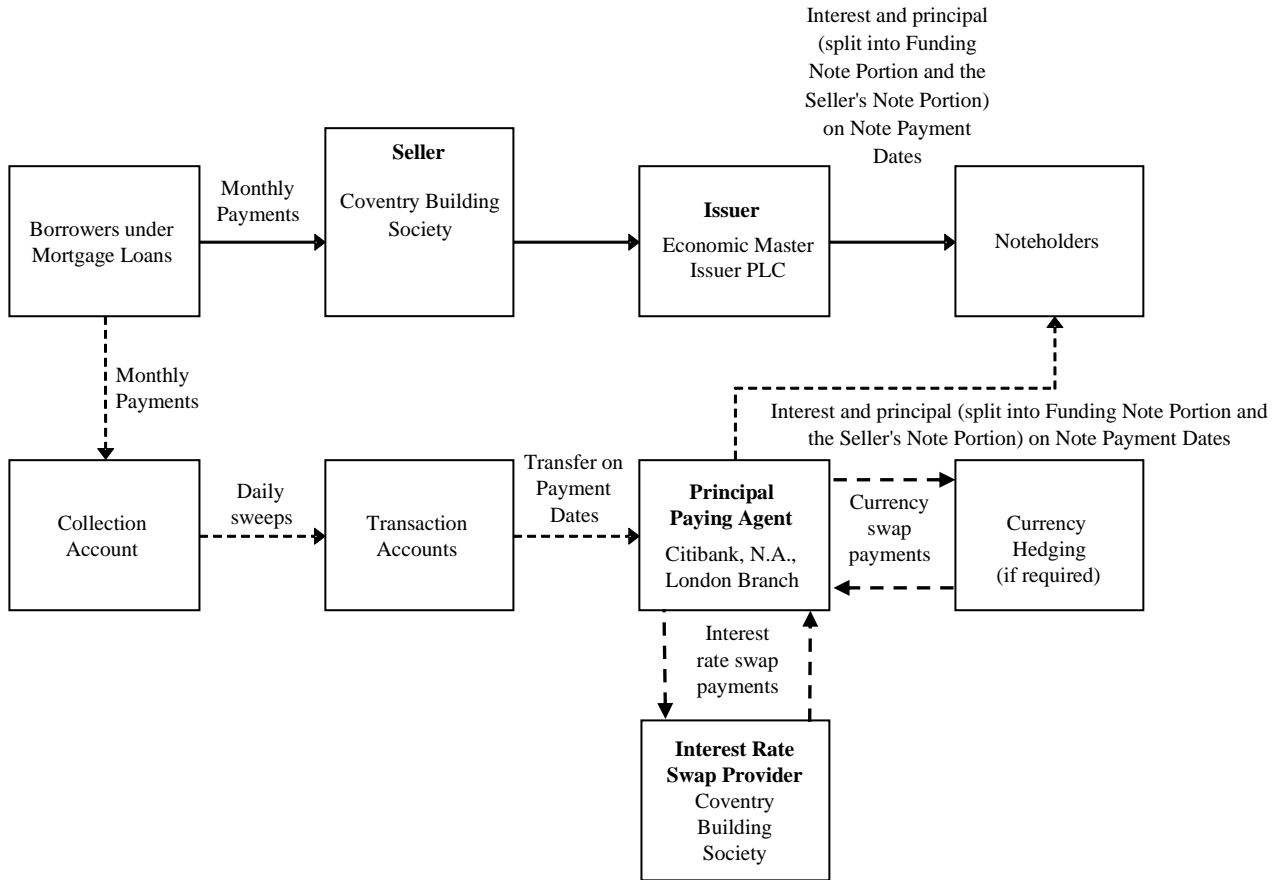 Interest and principal
(split into Funding
Note Portion and the
Seller's Note Portion)
on Note Payment
Dates
Borrowers under
Mortgage Loans
Monthly
Payments
Seller
Coventry Building
Society
Issuer
Economic Master
Issuer PLC
Noteholders
Monthly
Payments
Interest and principal (split into Funding Note Portion and
the Seller's Note Portion) on Note Payment Dates
Collection
Account
Daily
sweeps
Transaction
Accounts
Transfer on
Payment
Dates
Principal
Paying Agent
Citibank, N.A.,
London Branch
Currency
swap
payments
Currency
Hedging
(if required)
Interest
rate swap
payments
Interest Rate
Swap Provider
Coventry
Building
Society